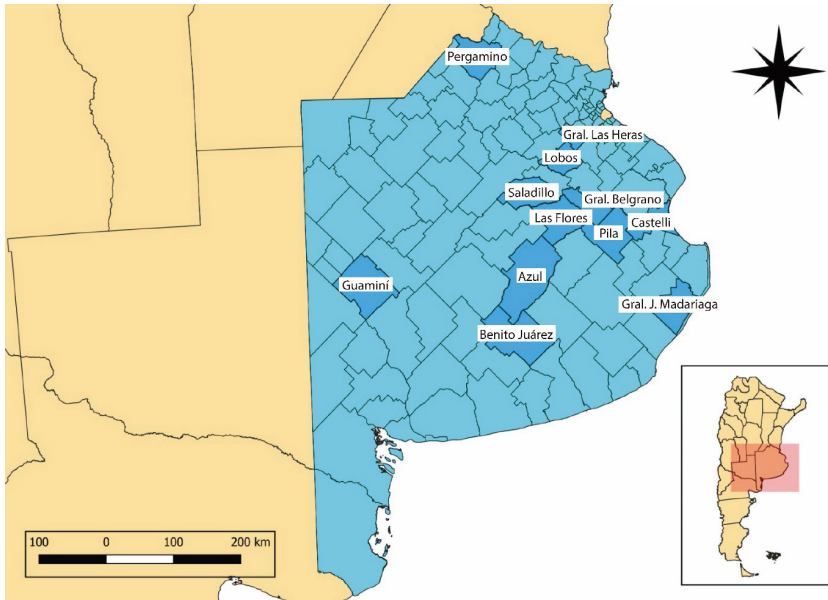 Pergamino
Gral. Las Heras
Lobos
Saladillo
Gral. Belgrano
Las Flores
Castelli
Pila
Azul
Guaminí
Gral. J. Madariaga
Benito Juárez
100 0 100 200 km